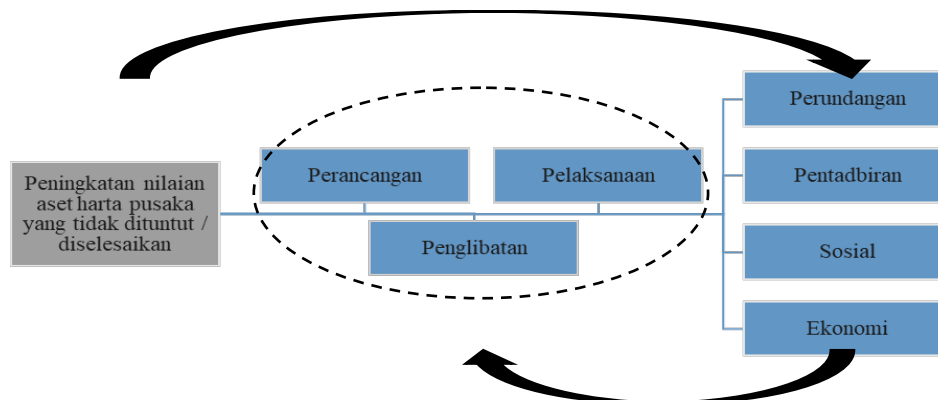 Peningkatan nilaian
aset harta pusaka
yang tidak dituntut /
diselesaikan
Perancangan
Pelaksanaan
Penglibatan
Perundangan
Pentadbiran
Sosial
Ekonomi